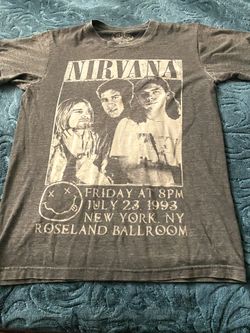 NIRVANA
FRIDAY AT 8PM
JULY 23 1993
NEW YORK, NY
ROSELAND BALLROOM